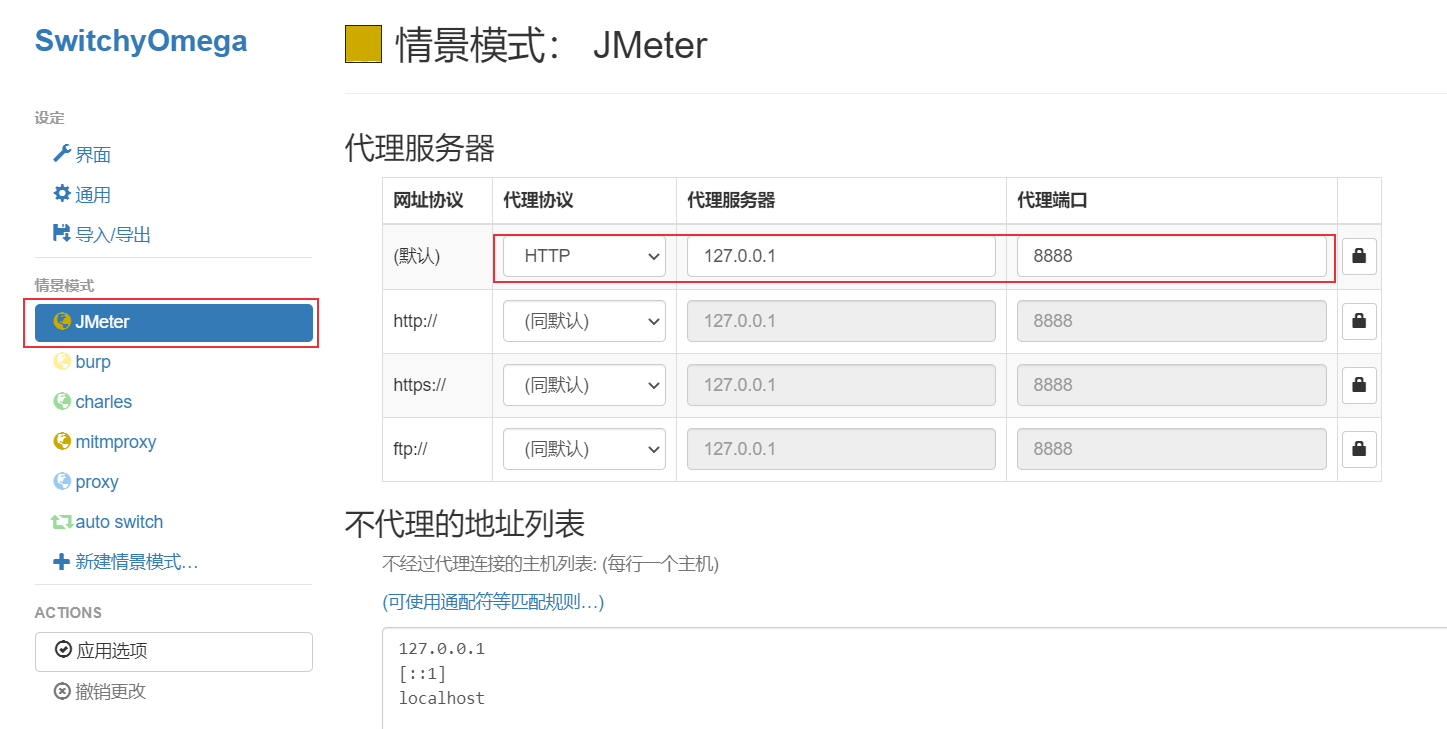 SwitchyOmega
设定
界面
通用
导入/导出
情景模式
JMeter
burp
charles
mitmproxy
proxy
auto switch
新建情景模式…
ACTIONS
应用选项
撤销更改
情景模式： JMeter
代理服务器
网址协议 代理协议 代理服务器 代理端口
(默认) HTTP 127.0.0.1 8888
http:// (同默认) 127.0.0.1 8888
https:// (同默认) 127.0.0.1 8888
ftp:// (同默认) 127.0.0.1 8888
不代理的地址列表
不经过代理连接的主机列表: (每行一个主机)
(可使用通配符等匹配规则…)
127.0.0.1
[::1]
localhost